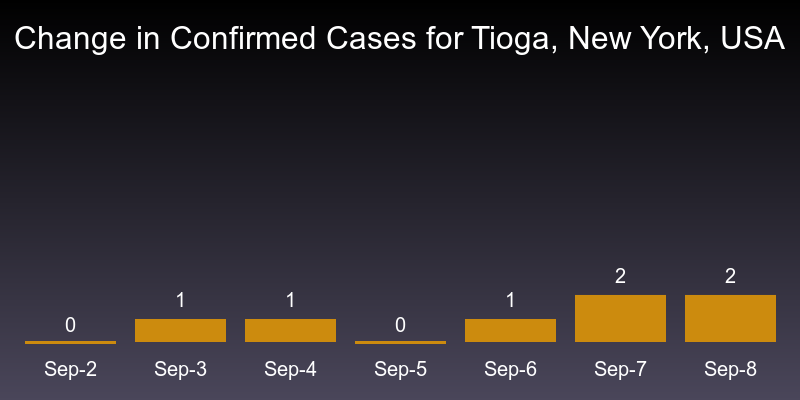 Change in Confirmed Cases for Tioga, New York, USA
2 2
1 1 1
0 0
Sep-2 Sep-3 Sep-4 Sep-5 Sep-6 Sep-7 Sep-8